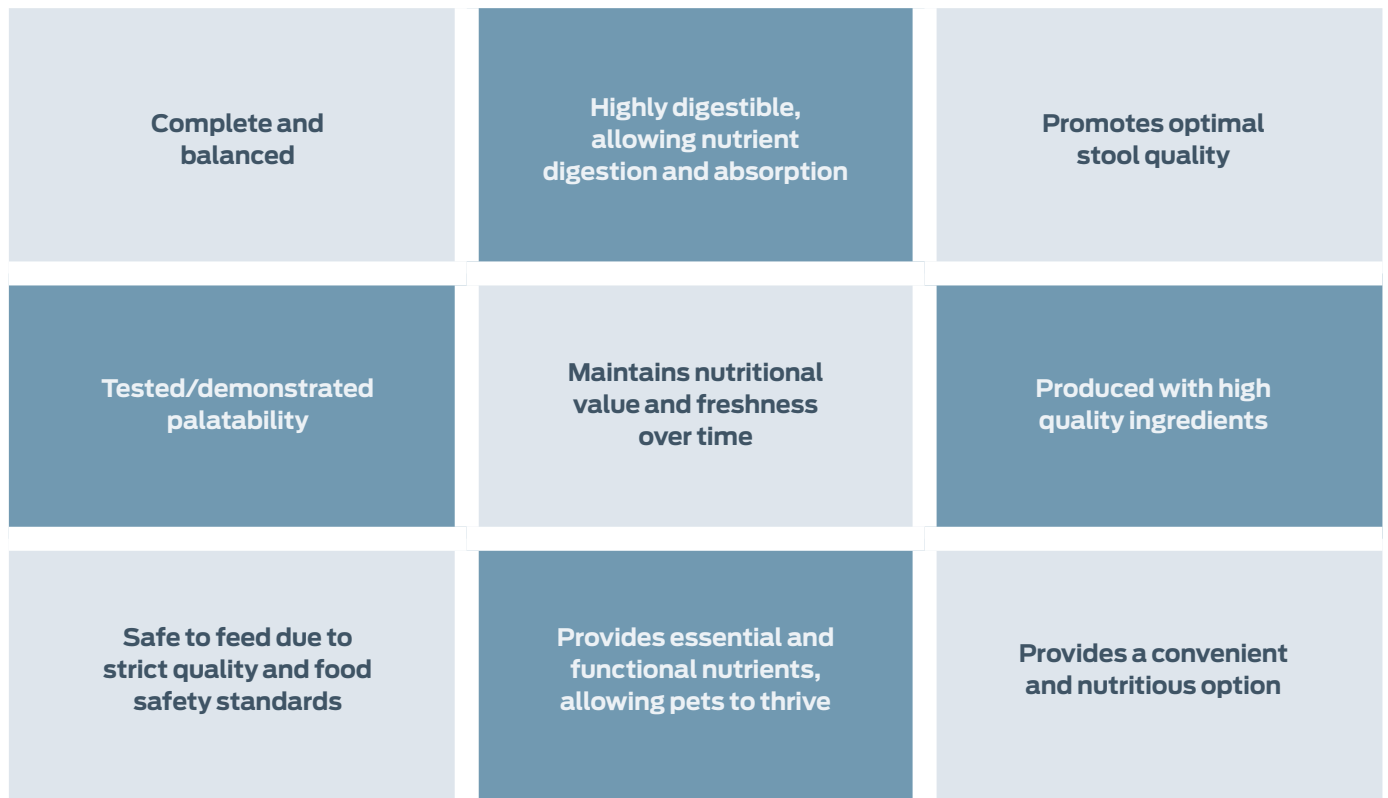 Complete and
balanced
Highly digestible,
allowing nutrient
digestion and absorption
Promotes optimal
stool quality
Tested/demonstrated
palatability
Maintains nutritional
value and freshness
over time
Produced with high
quality ingredients
Safe to feed due to
strict quality and food
safety standards
Provides essential and
functional nutrients,
allowing pets to thrive
Provides a convenient
and nutritious option